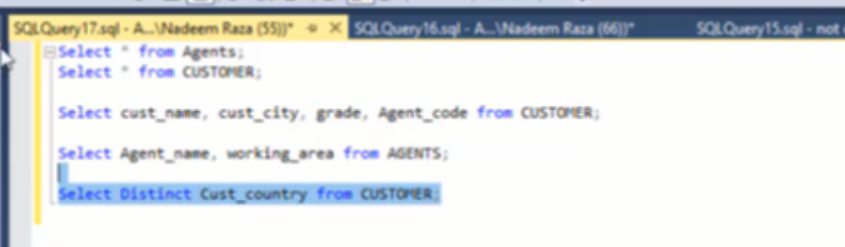 SQLQuery17.sql - A...\Nadeem Raza (55))* SQLQuery16.sql - A...\Nadeem Raza (66))* SQLQuery15.sql - not
Select * from Agents;
Select * from CUSTOMER;
Select cust_name, cust_city, grade, Agent_code from CUSTOMER;
Select Agent_name, working_area from AGENTS;
Select Distinct Cust_country from CUSTOMER;